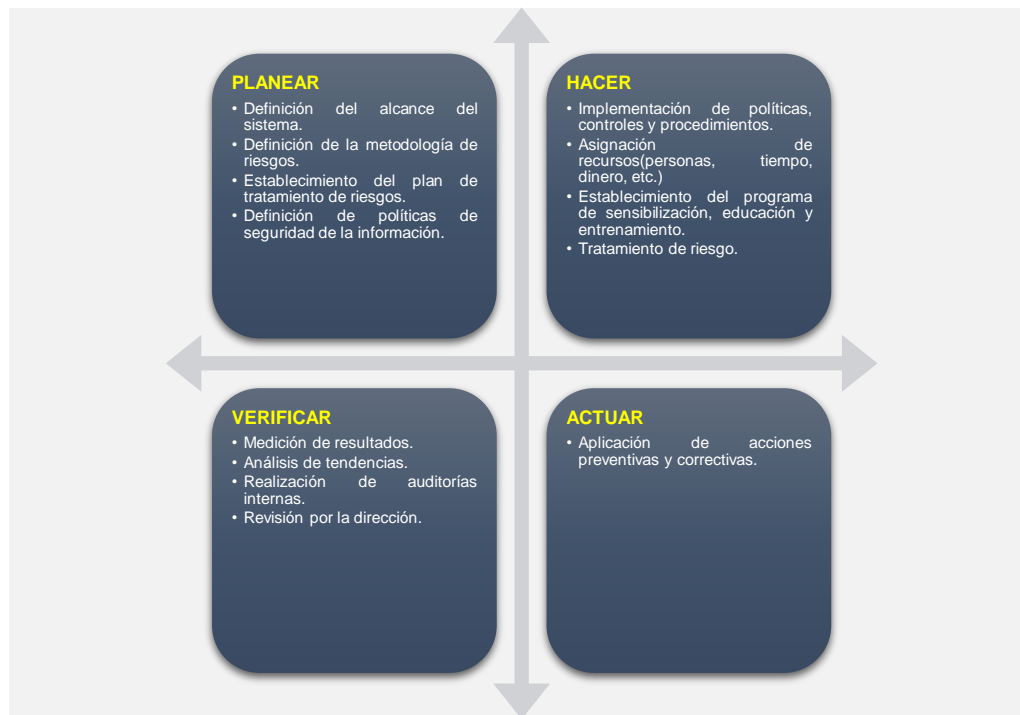 PLANEAR
• Definición del alcance del
sistema.
• Definición de la metodología de
riesgos.
• Establecimiento del plan de
tratamiento de riesgos.
• Definición de políticas de
seguridad de la información.
HACER
• Implementación de políticas,
controles y procedimientos.
• Asignación de
recursos(personas, tiempo,
dinero, etc.)
• Establecimiento del programa
de sensibilización, educación y
entrenamiento.
• Tratamiento de riesgo.
VERIFICAR
• Medición de resultados.
• Análisis de tendencias.
• Realización de auditorías
internas.
• Revisión por la dirección.
ACTUAR
• Aplicación de acciones
preventivas y correctivas.